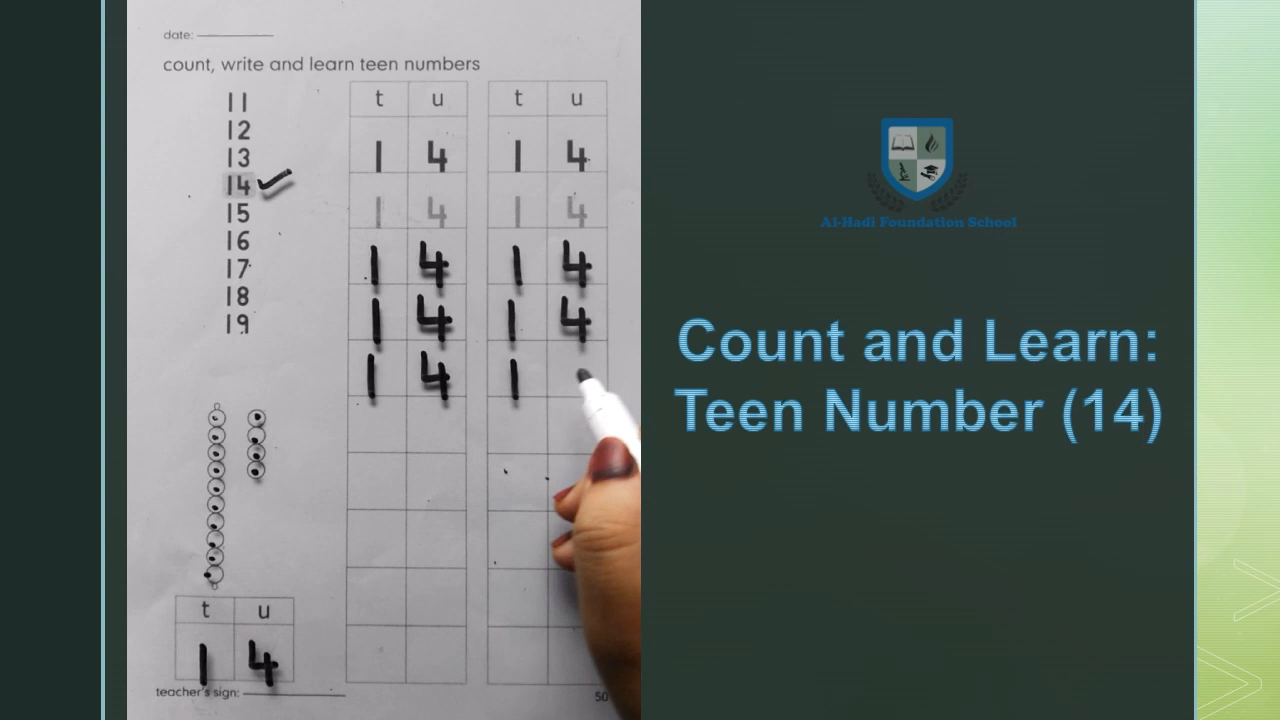 date:
count, write and learn teen numbers
11
12
13
14
15
16
17
18
19
t u
1 4
1 4
1 4
1 4
1 4
t u
1 4
1 4
1 4
1 4
1
t u
1 4
teacher's sign:
50
Al-Hadi Foundation School
Count and Learn:
Teen Number (14)